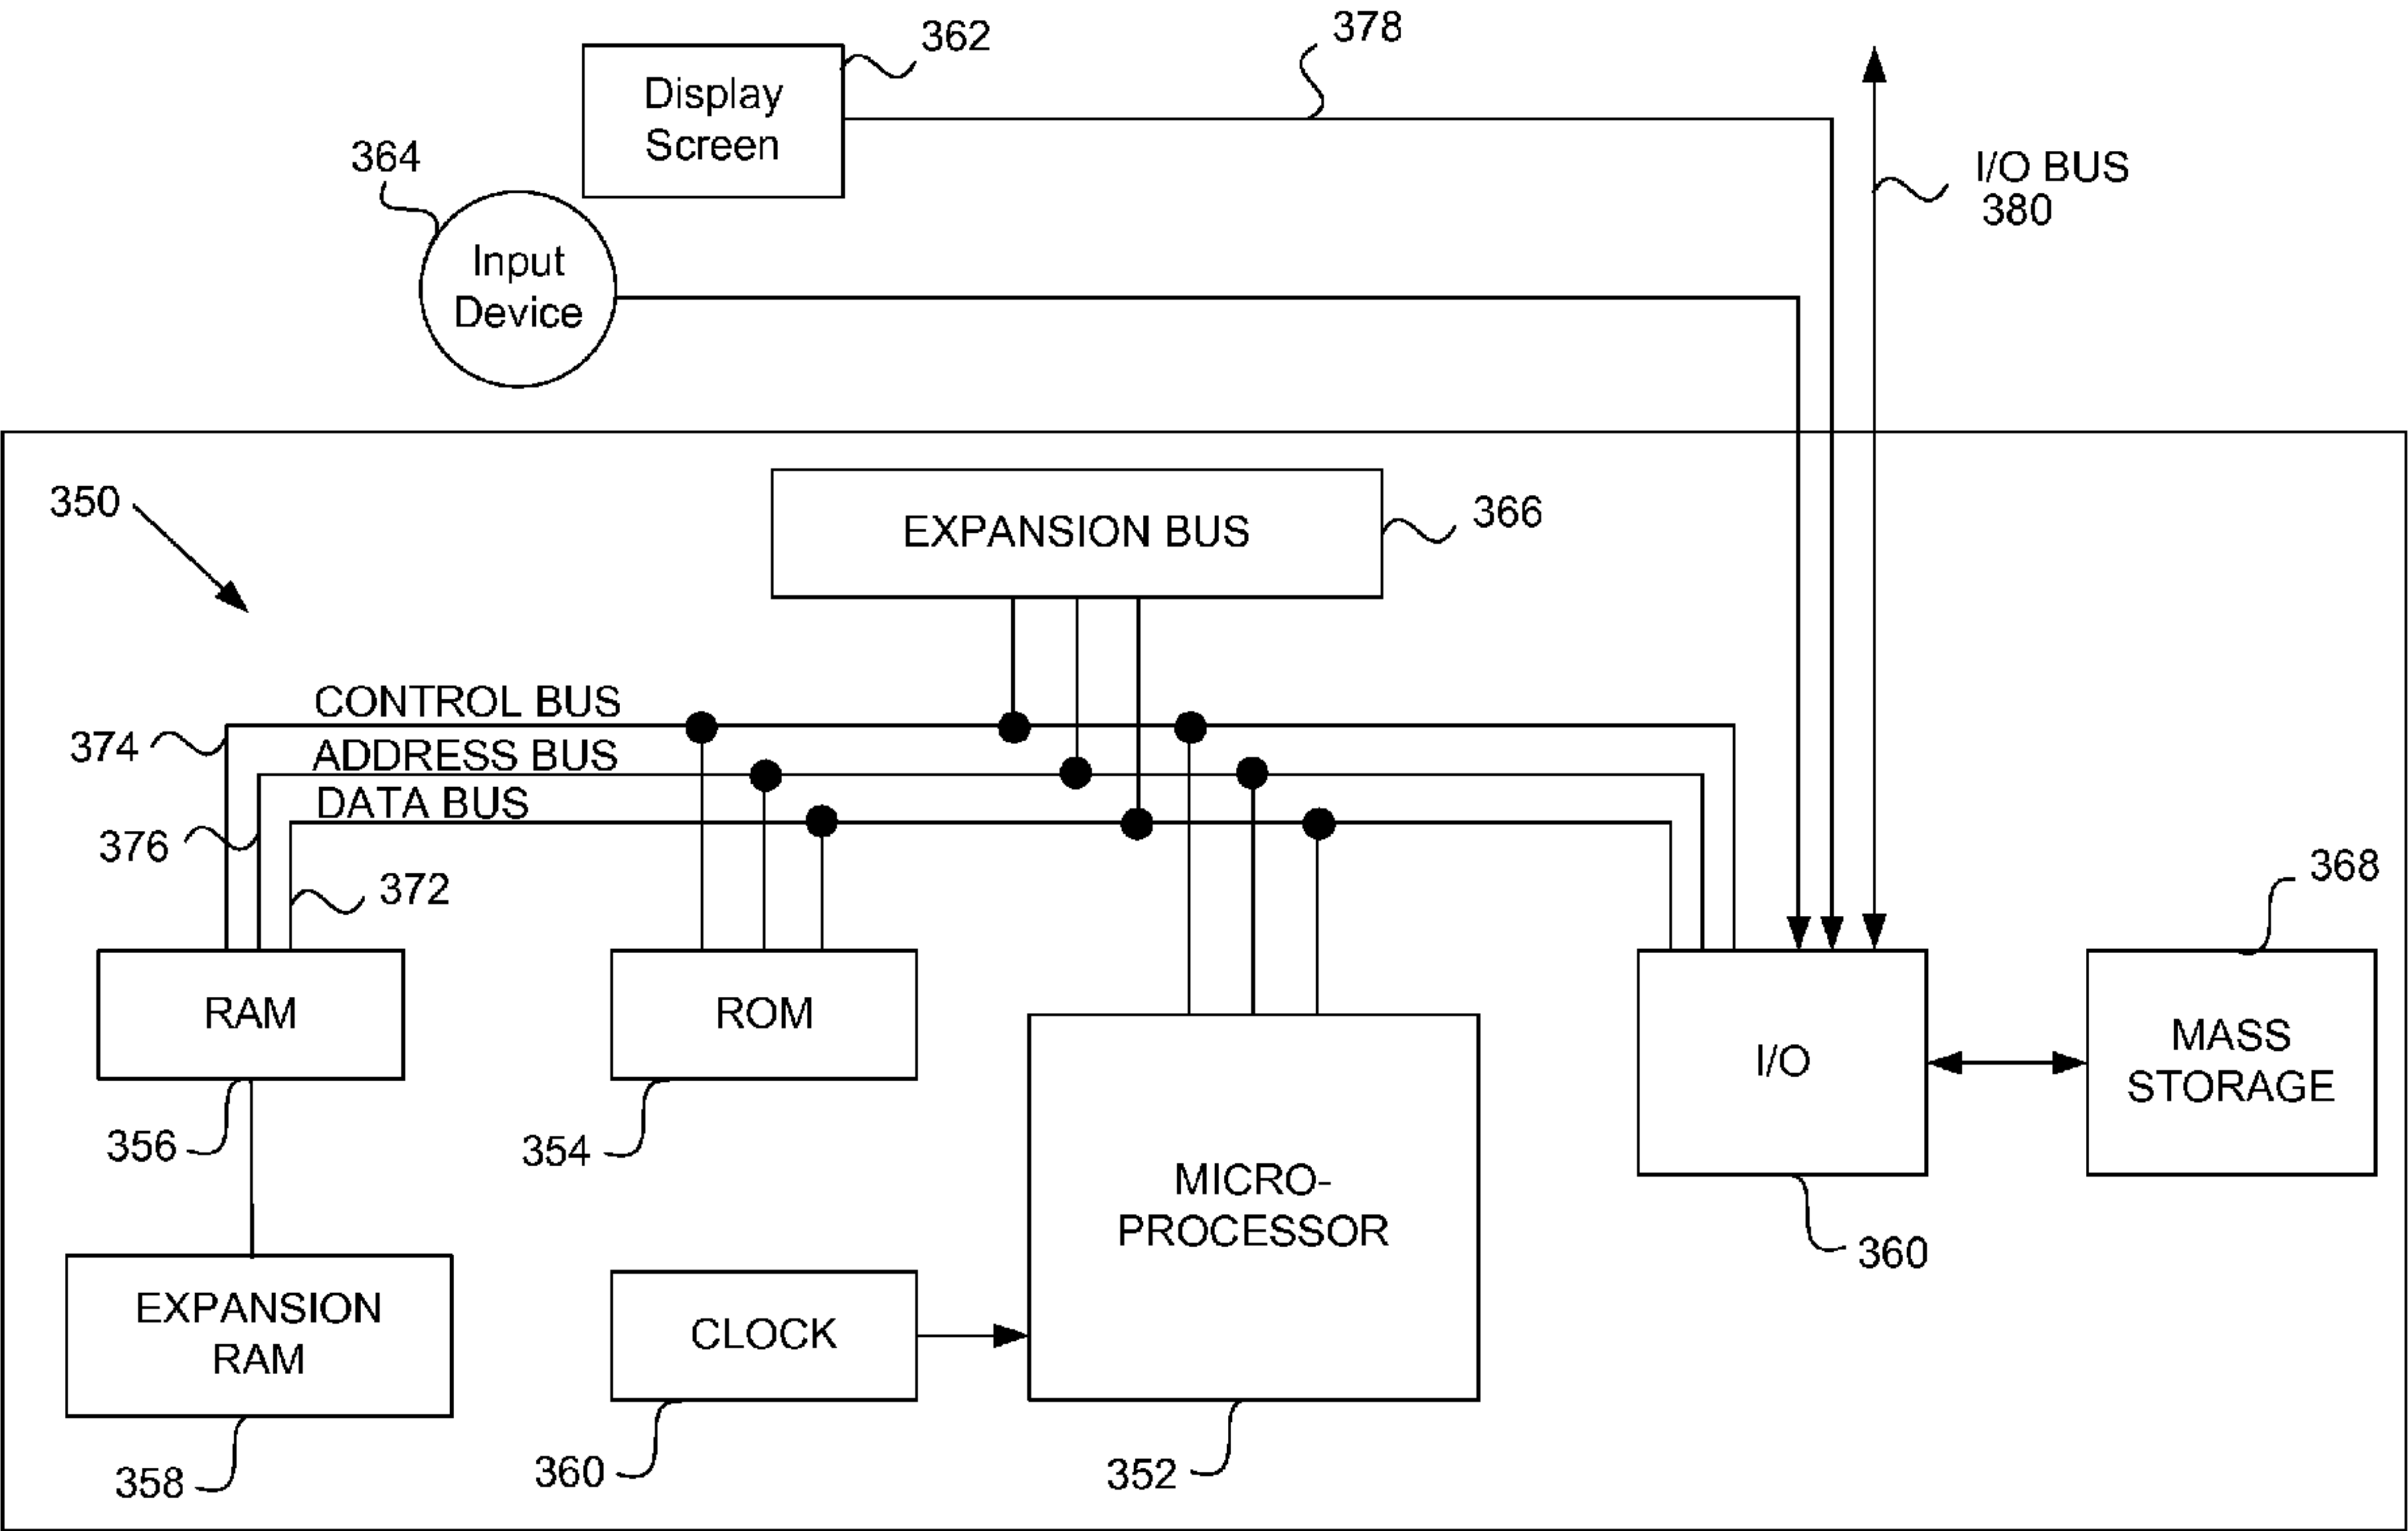 362
378
Display
Screen
364
I/O BUS
380
Input
Device
350
EXPANSION BUS
366
CONTROL BUS
374
ADDRESS BUS
DATA BUS
376
372
368
RAM
ROM
I/O
MASS
STORAGE
356
354
MICRO-
PROCESSOR
360
EXPANSION
RAM
CLOCK
358
360
352